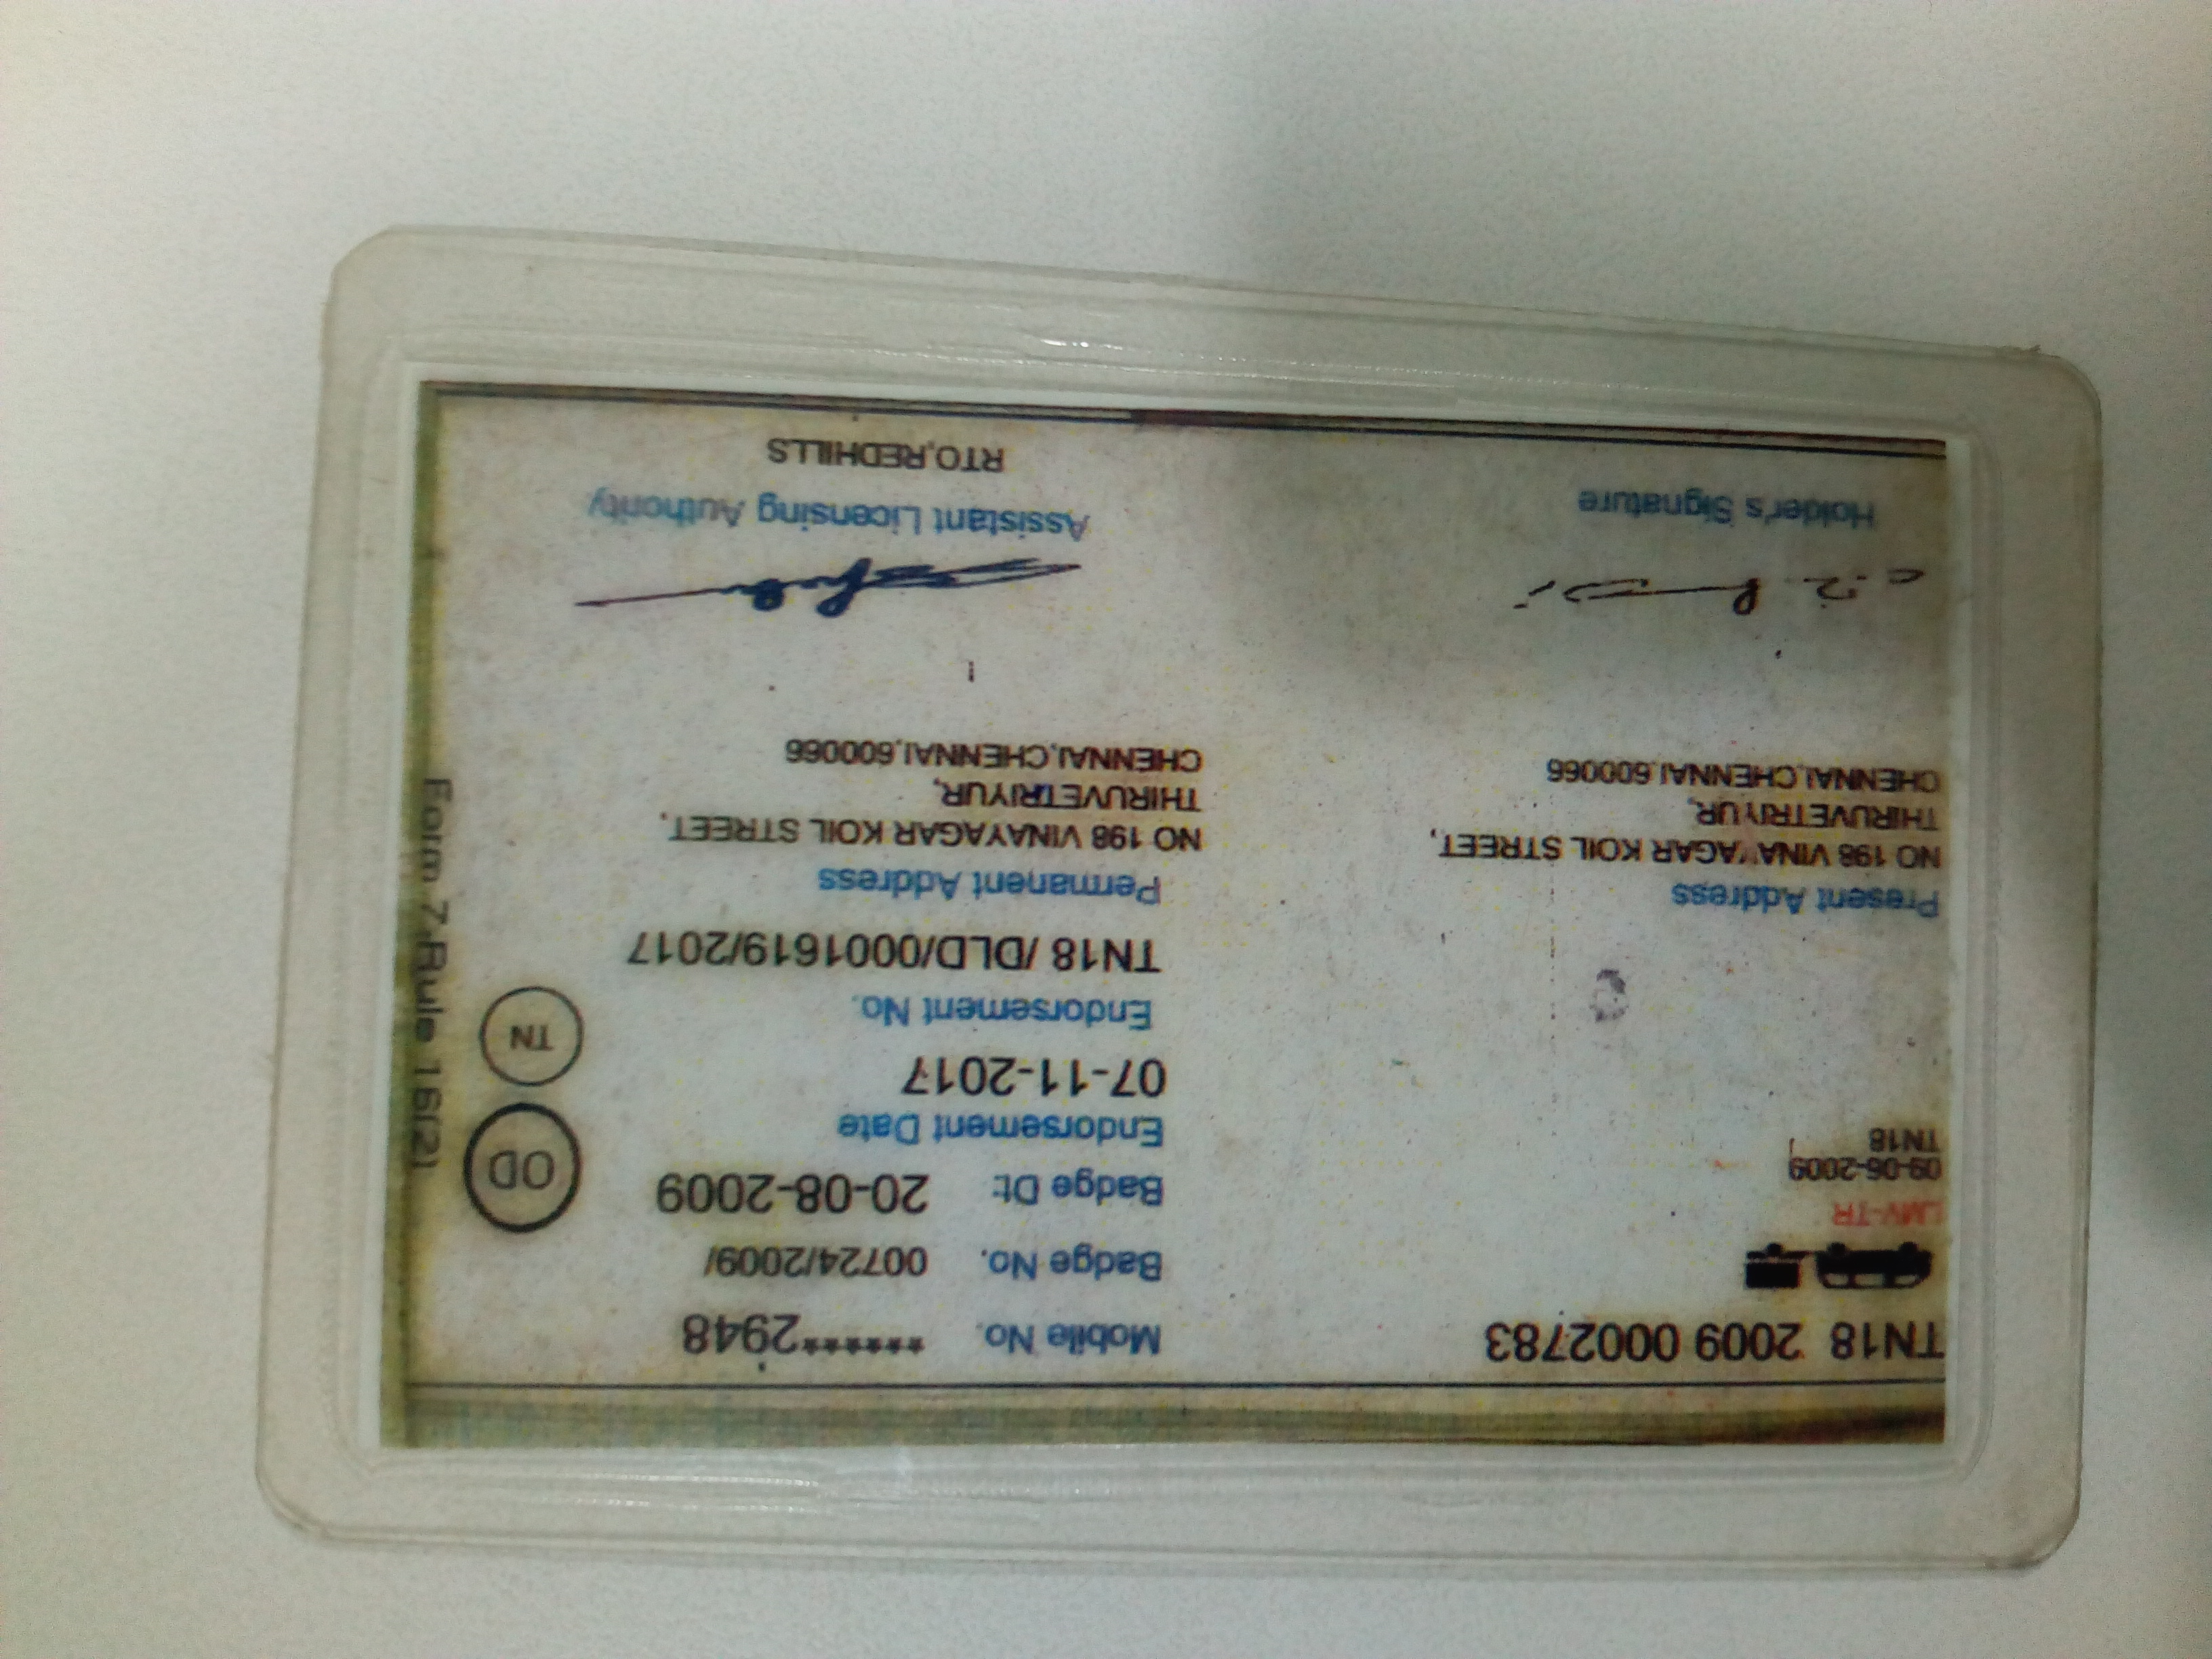 TN18 2009 0002783
LMV-TR
09-06-2009
TN18
Present Address
NO 198 VINAYAGAR KOIL STREET,
THIRUVETRIYUR,
CHENNAI,CHENNAI,600066
Holder's Signature
Mobile No. ******2948
Badge No. 00724/2009/
Badge Dt: 20-08-2009
Endorsement Date
07-11-2017
Endorsement No.
TN18 /DLD/0001619/2017
Permanent Address
NO 198 VINAYAGAR KOIL STREET,
THIRUVETRIYUR,
CHENNAI,CHENNAI,600066
Assistant Licensing Authority
RTO,REDHILLS
OD
TN
Form 7 Rule 16(2)